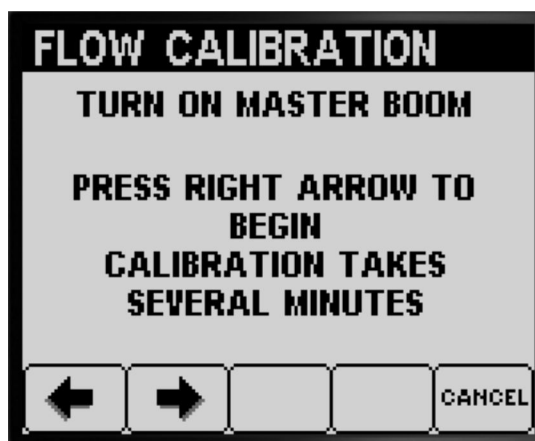 FLOW CALIBRATION
TURN ON MASTER BOOM
PRESS RIGHT ARROW TO
BEGIN
CALIBRATION TAKES
SEVERAL MINUTES
CANCEL